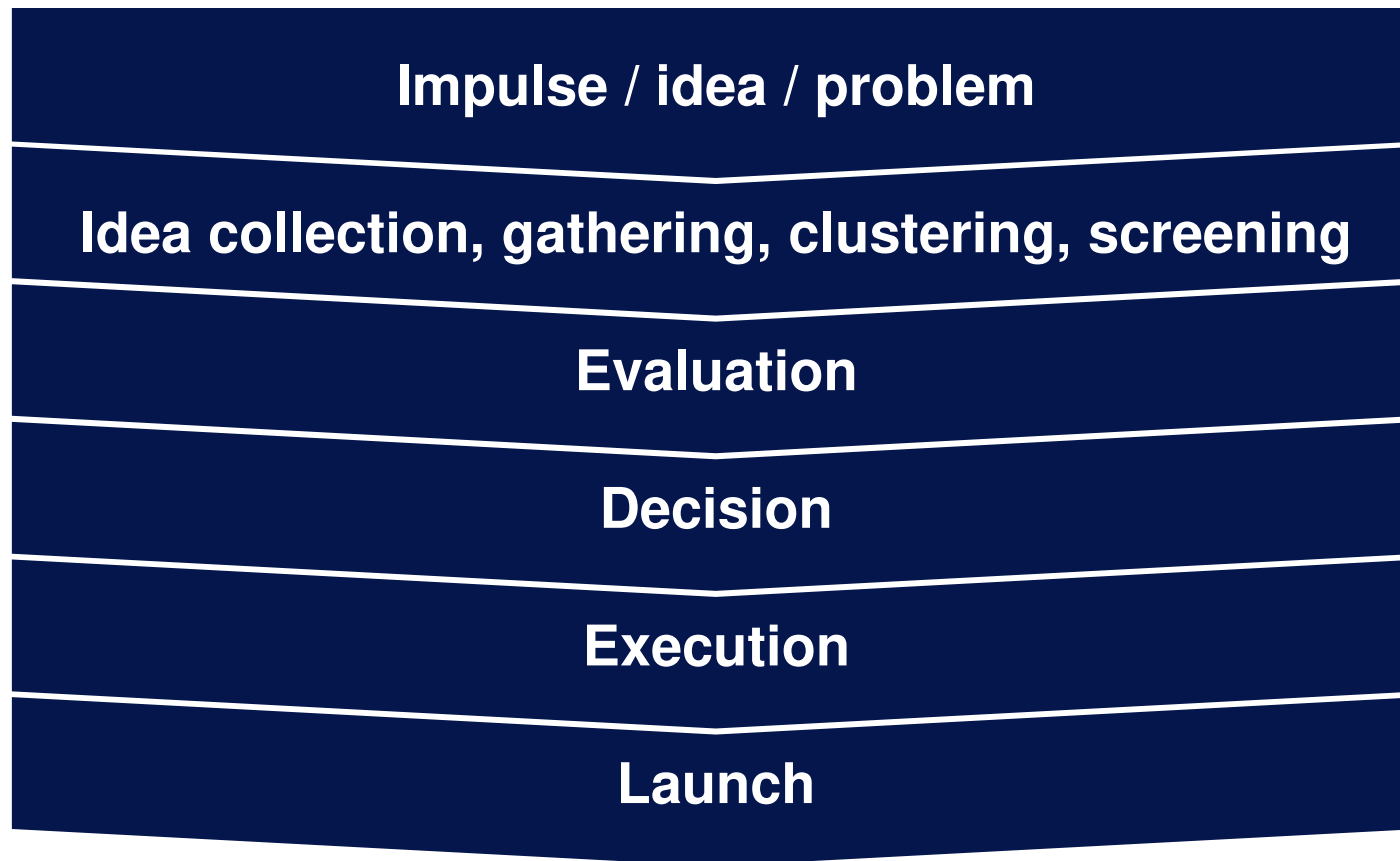 Impulse / idea / problem
Idea collection, gathering, clustering, screening
Evaluation
Decision
Execution
Launch